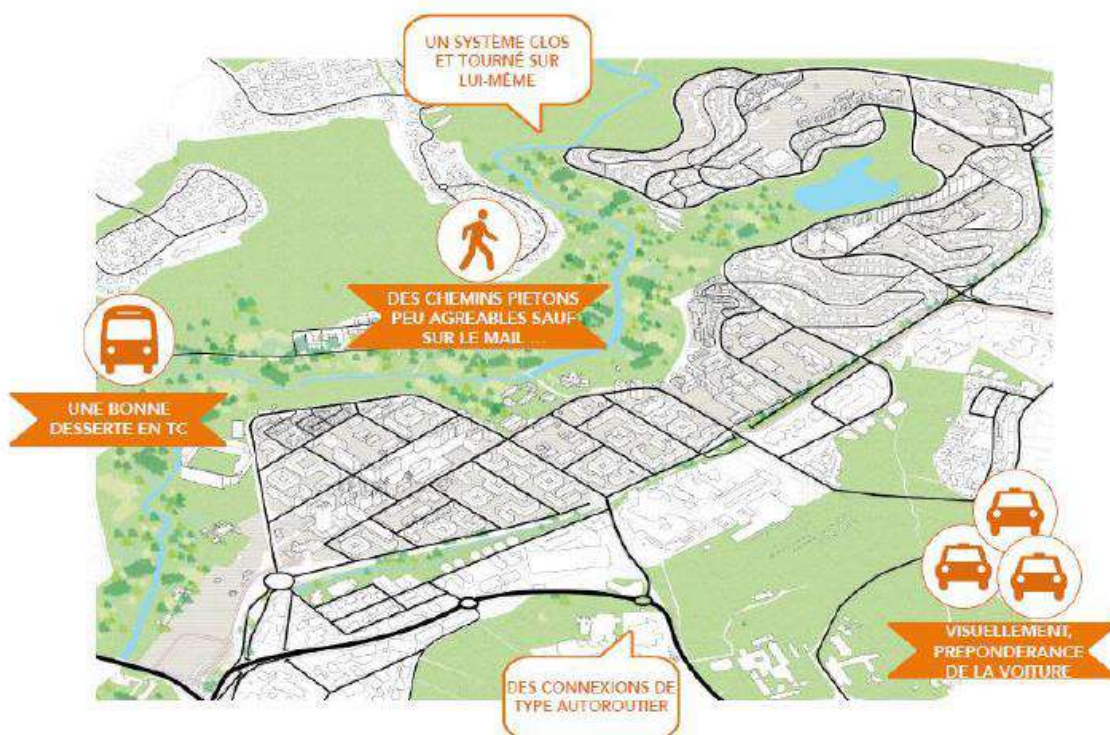 UN SYSTÈME CLOS
ET TOURNÉ SUR
LUI-MÊME
DES CHEMINS PIETONS
PEU AGREABLES SAUF
SUR LE MAIL ...
UNE BONNE
DESSERTE EN TC
VISUELLEMENT,
PREPONDERANCE
DE LA VOITURE
DES CONNEXIONS DE
TYPE AUTOROUTIER